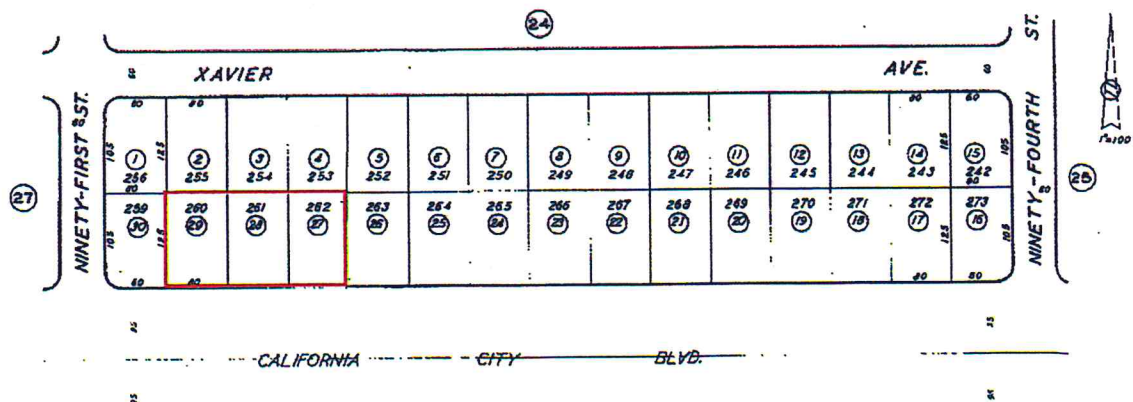 24
ST.
XAVIER AVE.
NINETY-FIRST ST.
NINETY-FOURTH
1"=100
80 80 80 60
105 125 125 105
1 2 3 4 5 6 7 8 9 10 11 12 13 14 15
256 255 254 253 252 251 250 249 248 247 246 245 244 243 242
27
28
259 260 261 262 263 264 265 266 267 268 269 270 271 272 273
30 29 28 27 26 25 24 23 22 21 20 19 18 17 16
105 125 125 105
60 80 80 80
CALIFORNIA CITY BLVD.